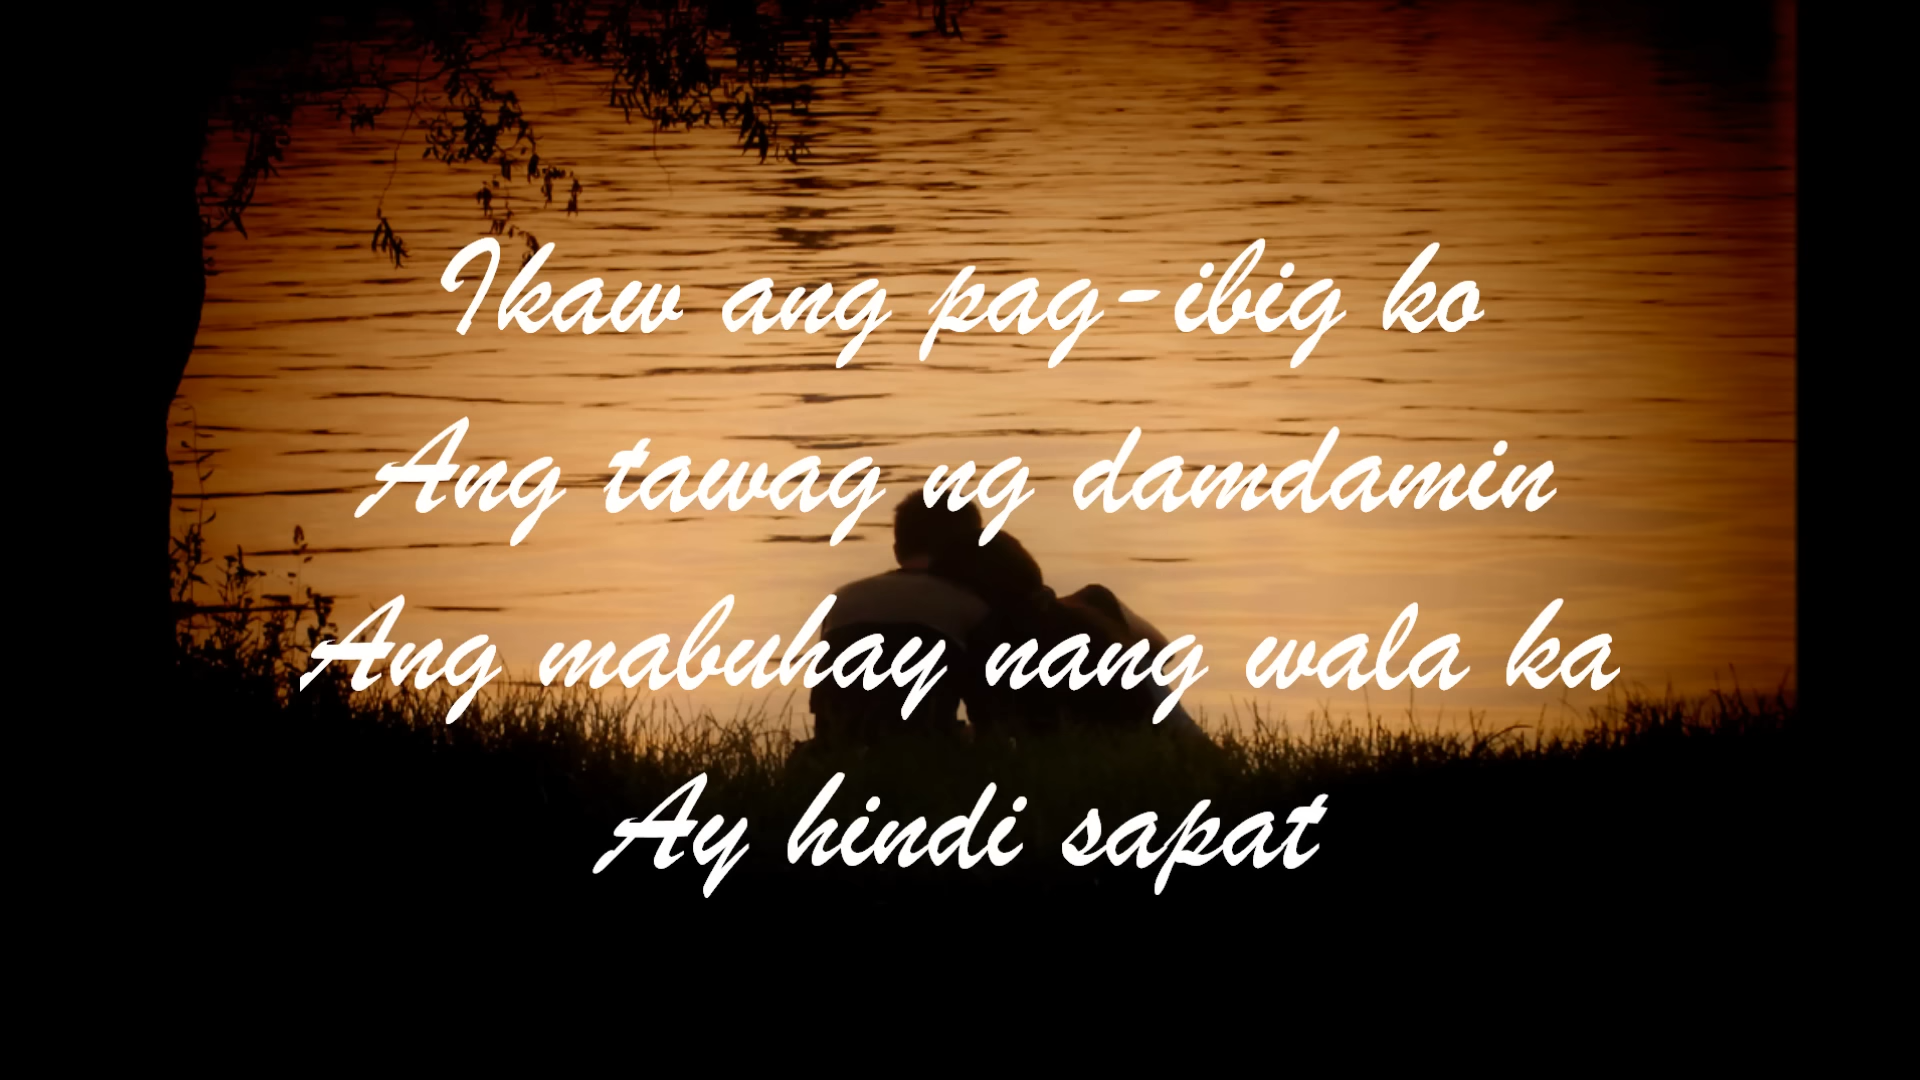 Ikaw ang pag-ibig ko
Ang tawag ng damdamin
Ang mabuhay nang wala ka
Ay hindi sapat